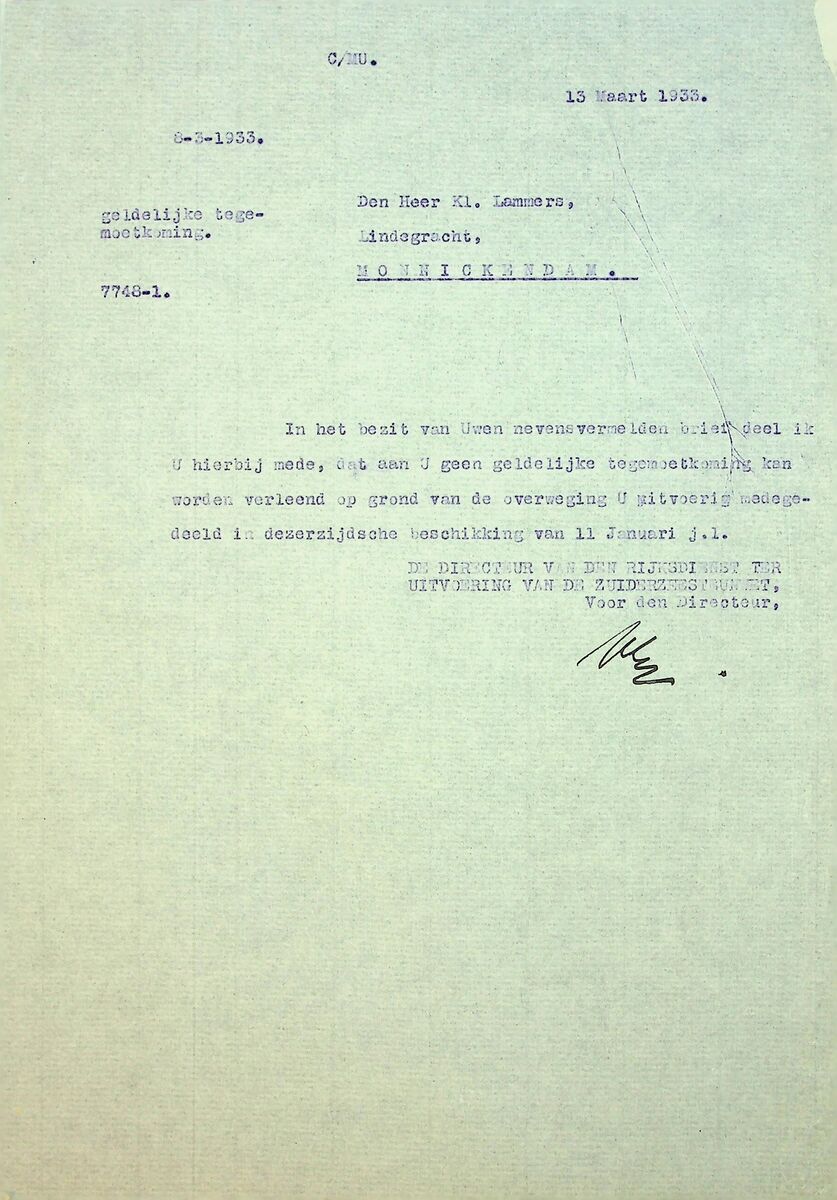 C/MU.
13 Maart 1933.
8-3-1933.
geldelijke tege-
moetkoming.
7748-1.
Den Heer Kl. Lammers,
Lindegracht,
MONNICKENDAM.
In het bezit van Uwen nevensvermelden brief deel ik
U hierbij mede, dat aan U geen geldelijke tegemoetkoming kan
worden verleend op grond van de overweging U uitvoerig medege-
deeld in dezerzijdsche beschikking van 11 Januari j.l.
DE DIRECTEUR VAN DEN RIJKSDIENST TER
UITVOERING VAN DE ZUIDERZEESTEUNWET,
Voor den Directeur,